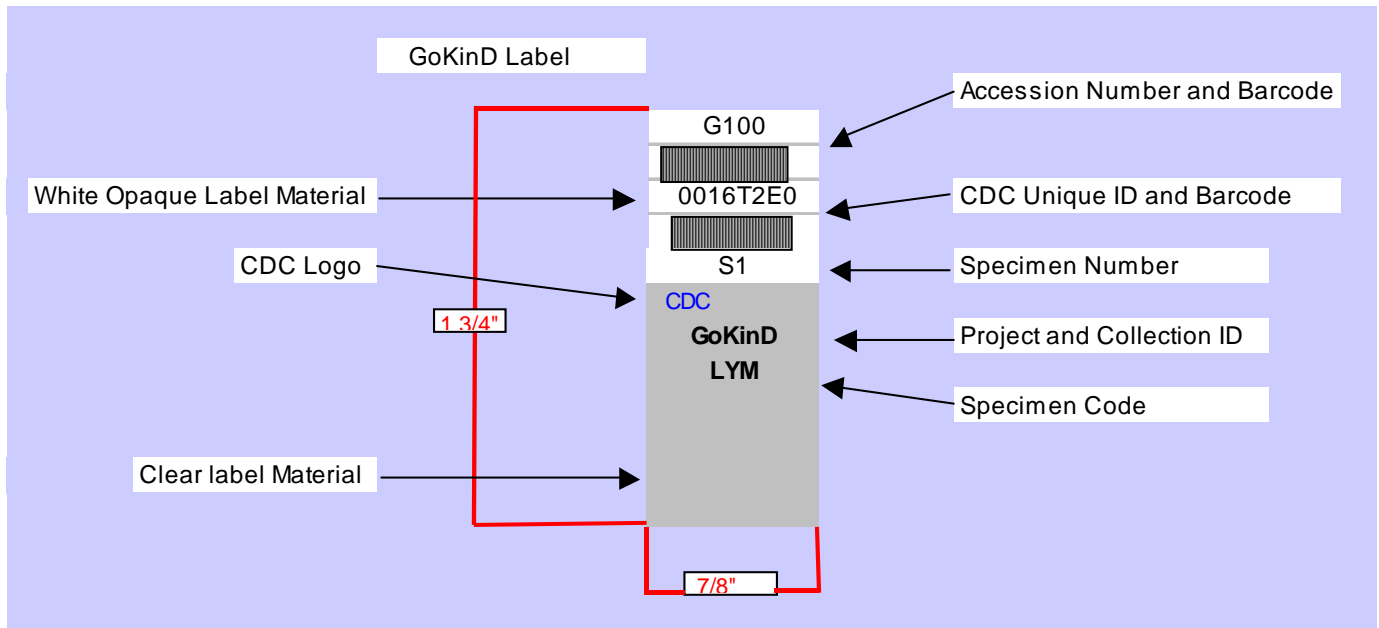 GoKinD Label
Accession Number and Barcode
G100
White Opaque Label Material
0016T2E0
CDC Unique ID and Barcode
CDC Logo
S1
Specimen Number
CDC
1 3/4"
GoKinD
Project and Collection ID
LYM
Specimen Code
Clear label Material
7/8"